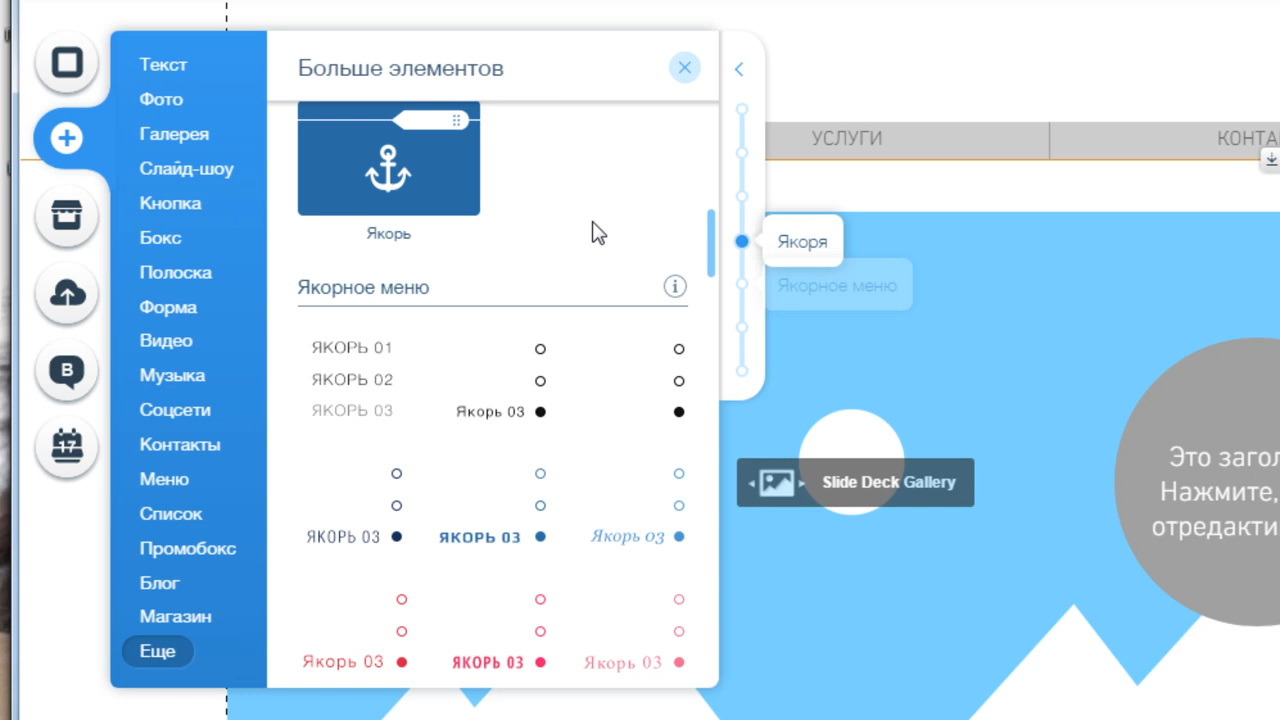 Текст
Фото
Галерея
Слайд-шоу
Кнопка
Бокс
Полоска
Форма
Видео
Музыка
Соцсети
Контакты
Меню
Список
Промобокс
Блог
Магазин
Еще
B
17
Больше элементов
Якорь
Якорное меню
i
ЯКОРЬ 01
ЯКОРЬ 02
ЯКОРЬ 03
Якорь 03
ЯКОРЬ 03
ЯКОРЬ 03
Якорь 03
Якорь 03
ЯКОРЬ 03
Якорь 03
Якоря
Якорное меню
УСЛУГИ
КОНТА
Slide Deck Gallery
Это загол
Нажмите,
отредакти